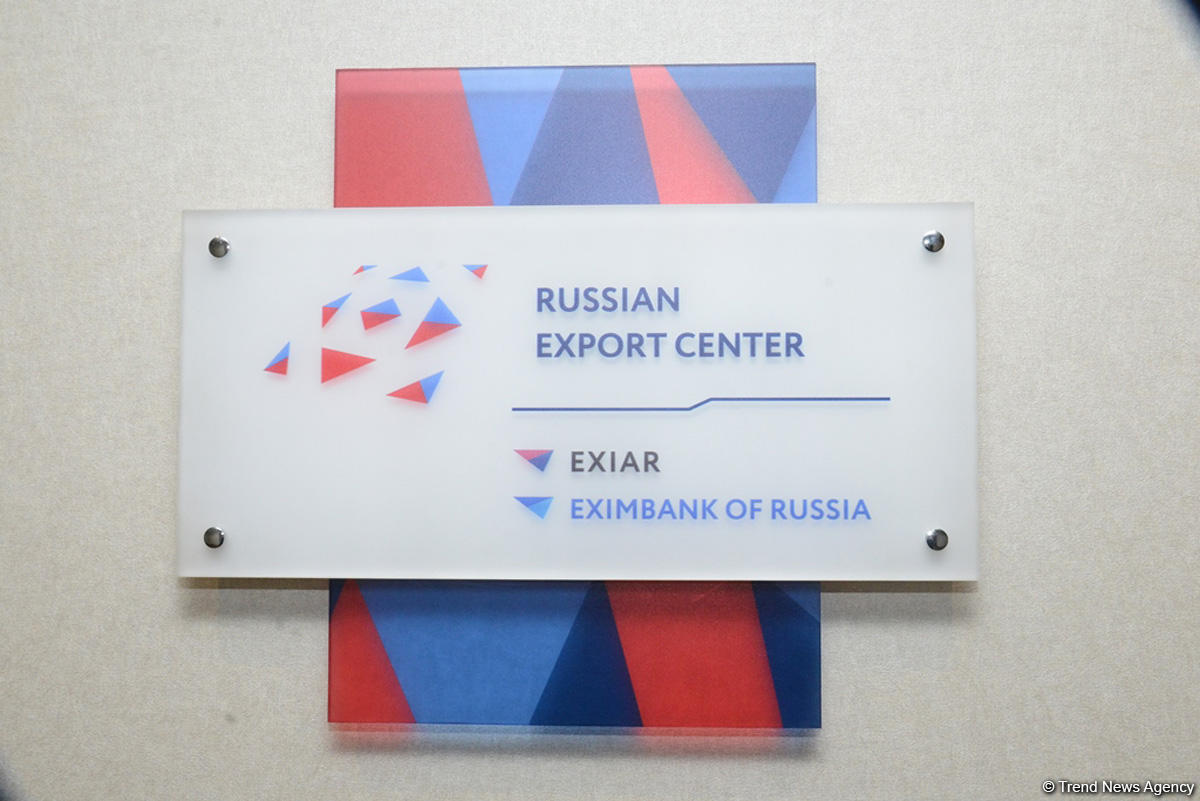 RUSSIAN
EXPORT CENTER
EXIAR
EXIMBANK OF RUSSIA
© Trend News Agency